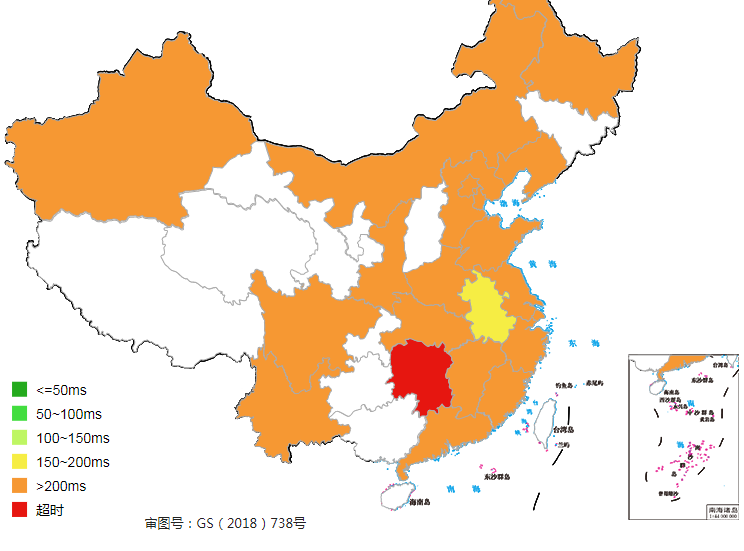 渤 海
黄 海
东 海
钓鱼岛
赤尾屿
台湾岛
兰屿
东沙群岛
南 海
海南岛
<=50ms
50~100ms
100~150ms
150~200ms
>200ms
超时
审图号：GS（2018）738号
台湾岛
东沙群岛
海南岛
西沙群岛
永兴岛
中沙群岛
黄岩岛
南
海
南
沙
群
岛
曾母暗沙
南海诸岛